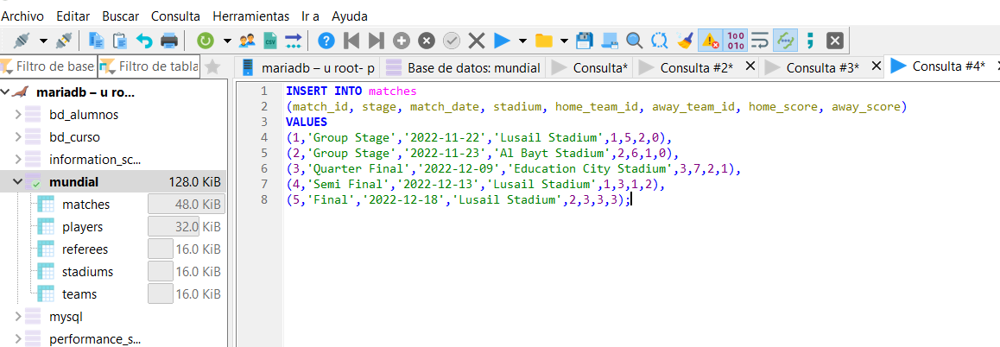 Archivo Editar Buscar Consulta Herramientas Ir a Ayuda
Filtro de base Filtro de tabla
mariadb – u root- p Base de datos: mundial Consulta* Consulta #2* Consulta #3* Consulta #4*
mariadb – u ro...
bd_alumnos
bd_curso
information_sc...
mundial 128.0 KiB
matches 48.0 KiB
players 32.0 KiB
referees 16.0 KiB
stadiums 16.0 KiB
teams 16.0 KiB
mysql
performance_s...
1 INSERT INTO matches
2 (match_id, stage, match_date, stadium, home_team_id, away_team_id, home_score, away_score)
3 VALUES
4 (1,'Group Stage','2022-11-22','Lusail Stadium',1,5,2,0),
5 (2,'Group Stage','2022-11-23','Al Bayt Stadium',2,6,1,0),
6 (3,'Quarter Final','2022-12-09','Education City Stadium',3,7,2,1),
7 (4,'Semi Final','2022-12-13','Lusail Stadium',1,3,1,2),
8 (5,'Final','2022-12-18','Lusail Stadium',2,3,3,3);